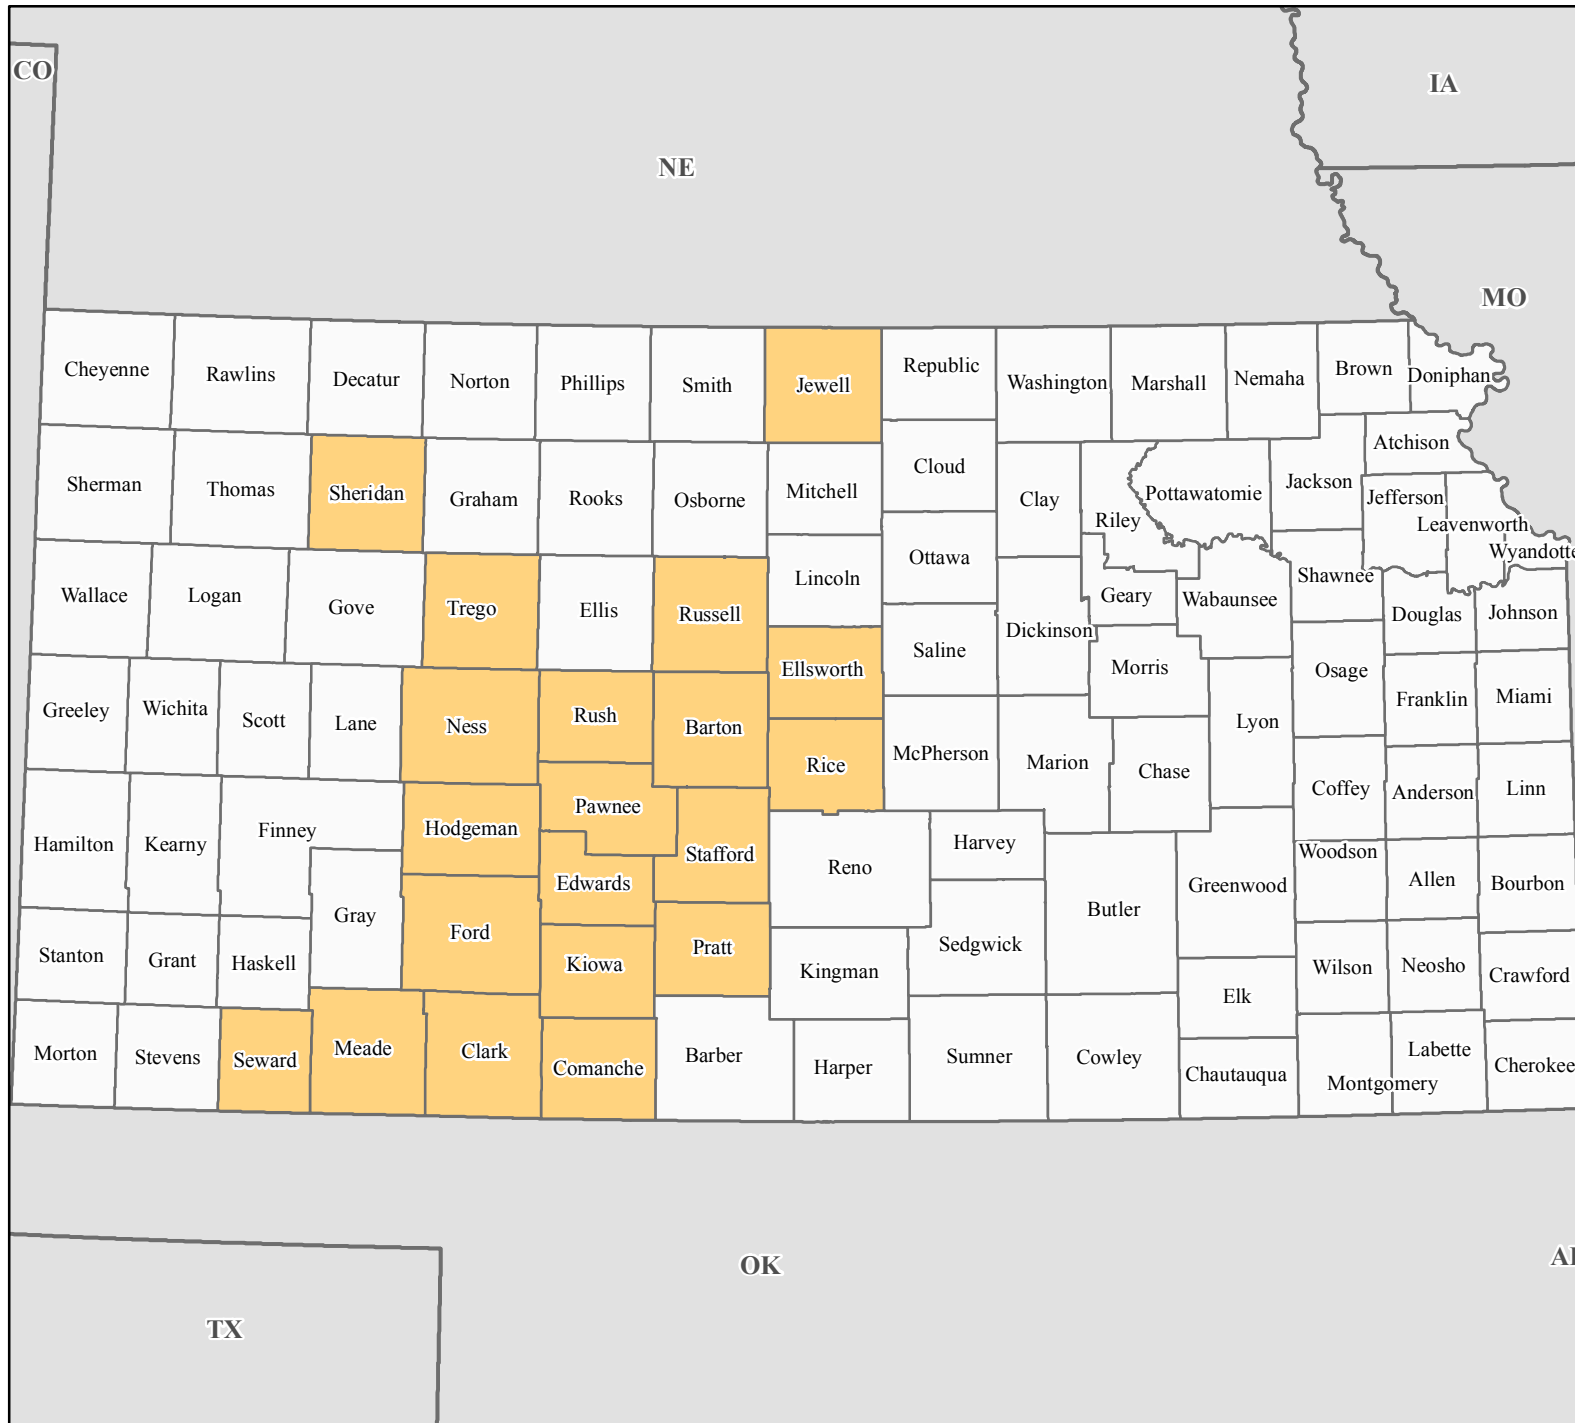 CO
IA
NE
MO
Cheyenne
Rawlins
Decatur
Norton
Phillips
Smith
Jewell
Republic
Washington
Marshall
Nemaha
Brown
Doniphan
Sherman
Thomas
Sheridan
Graham
Rooks
Osborne
Mitchell
Cloud
Clay
Riley
Pottawatomie
Jackson
Atchison
Jefferson
Leavenworth
Wyandotte
Wallace
Logan
Gove
Trego
Ellis
Russell
Lincoln
Ottawa
Geary
Wabaunsee
Shawnee
Douglas
Johnson
Greeley
Wichita
Scott
Lane
Ness
Rush
Barton
Ellsworth
Saline
Dickinson
Morris
Osage
Franklin
Miami
Rice
McPherson
Marion
Chase
Lyon
Coffey
Anderson
Linn
Hamilton
Kearny
Finney
Hodgeman
Pawnee
Stafford
Reno
Harvey
Woodson
Allen
Bourbon
Gray
Ford
Edwards
Butler
Greenwood
Stanton
Grant
Haskell
Kiowa
Pratt
Kingman
Sedgwick
Elk
Wilson
Neosho
Crawford
Morton
Stevens
Seward
Meade
Clark
Comanche
Barber
Harper
Sumner
Cowley
Chautauqua
Montgomery
Labette
Cherokee
OK
TX